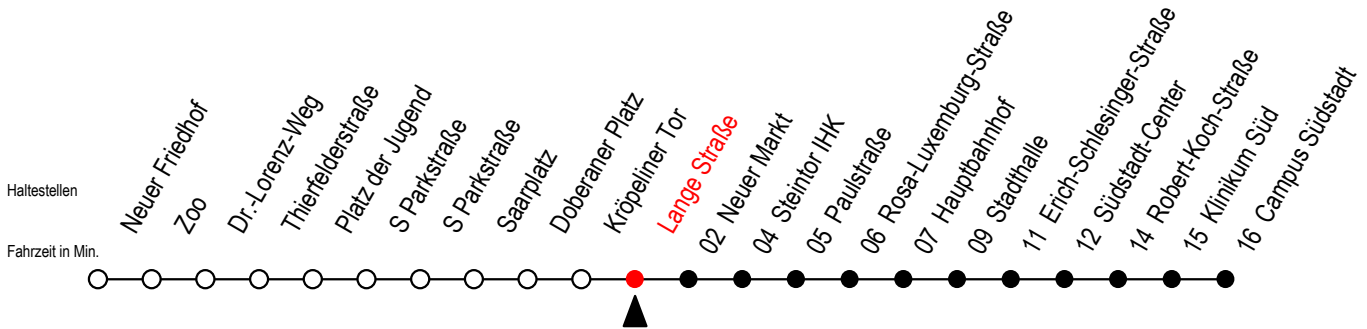 Haltestellen
Fahrzeit in Min.
Neuer Friedhof
Zoo
Dr.-Lorenz-Weg
Thierfelderstraße
Platz der Jugend
S Parkstraße
S Parkstraße
Saarplatz
Doberaner Platz
Kröpeliner Tor
Lange Straße
02 Neuer Markt
04 Steintor IHK
05 Paulstraße
06 Rosa-Luxemburg-Straße
07 Hauptbahnhof
09 Stadthalle
11 Erich-Schlesinger-Straße
12 Südstadt-Center
14 Robert-Koch-Straße
15 Klinikum Süd
16 Campus Südstadt